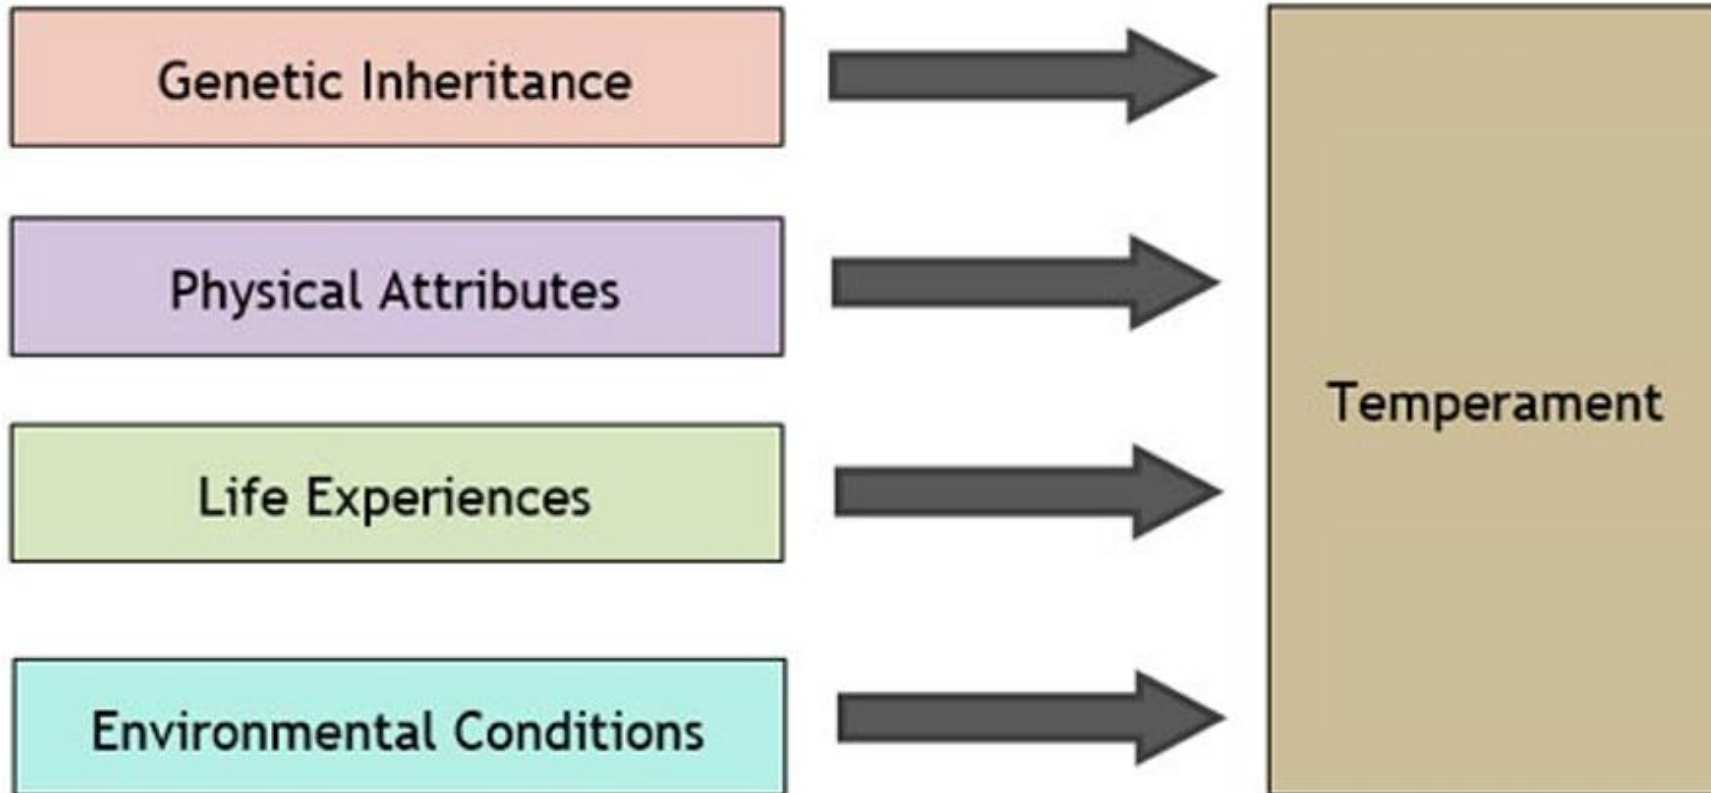 Genetic Inheritance
Physical Attributes
Life Experiences
Environmental Conditions
Temperament